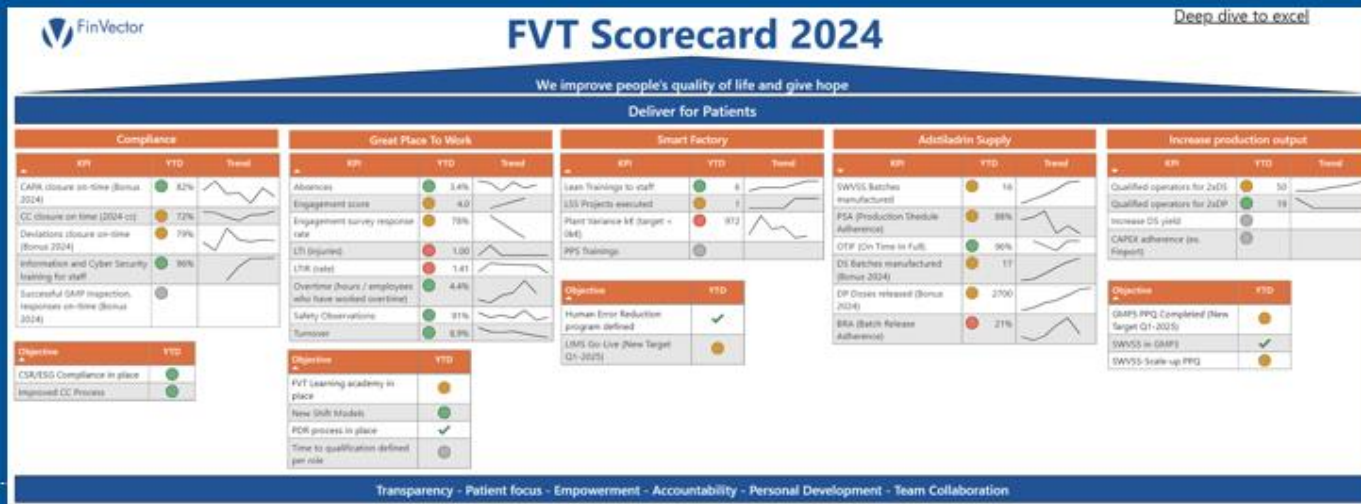 FinVector
FVT Scorecard 2024
Deep dive to excel
We improve people's quality of life and give hope
Deliver for Patients
Compliance
KPI YTD Trend
CAPA closure on-time (Bonus
2024) 82%
CC closure on time (2024 cc) 72%
Deviations closure on-time
(Bonus 2024) 79%
Information and Cyber Security
training for staff 96%
Successful GMP inspection,
responses on-time (Bonus
2024)
Objective YTD
CSR/ESG Compliance in place
Improved CC Process
Great Place To Work
KPI YTD Trend
Absences 3.4%
Engagement score 4.0
Engagement survey response
rate 78%
LTI (injuries) 1.00
LTIR (rate) 1.41
Overtime (hours / employees
who have worked overtime) 4.4%
Safety Observations 91%
Turnover 8.9%
Objective YTD
FVT Learning academy in
place
New Shift Models
PDR process in place
Time to qualification defined
per role
Smart Factory
KPI YTD Trend
Lean Trainings to staff 6
LSS Projects executed 1
Plant Variance k€ (target <
0k€) 972
PPS Trainings
Objective YTD
Human Error Reduction
program defined
LIMS Go-Live (New Target
Q1-2025)
Adstiladrin Supply
KPI YTD Trend
SWVSS Batches
manufactured) 16
PSA (Production Shedule
Adherence) 88%
OTIF (On Time In Full) 96%
DS Batches manufactured
(Bonus 2024) 17
DP Doses released (Bonus
2024) 2700
BRA (Batch Release
Adherence) 21%
Increase production output
KPI YTD Trend
Qualified operators for 2xDS 50
Qualified operators for 2xDP 19
Increase DS yield
CAPEX adherence (ex.
Finport)
Objective YTD
GMP5 PPQ Completed (New
Target Q1-2025)
SWVSS in GMP5
SWVSS Scale-up PPQ
Transparency - Patient focus - Empowerment - Accountability - Personal Development - Team Collaboration